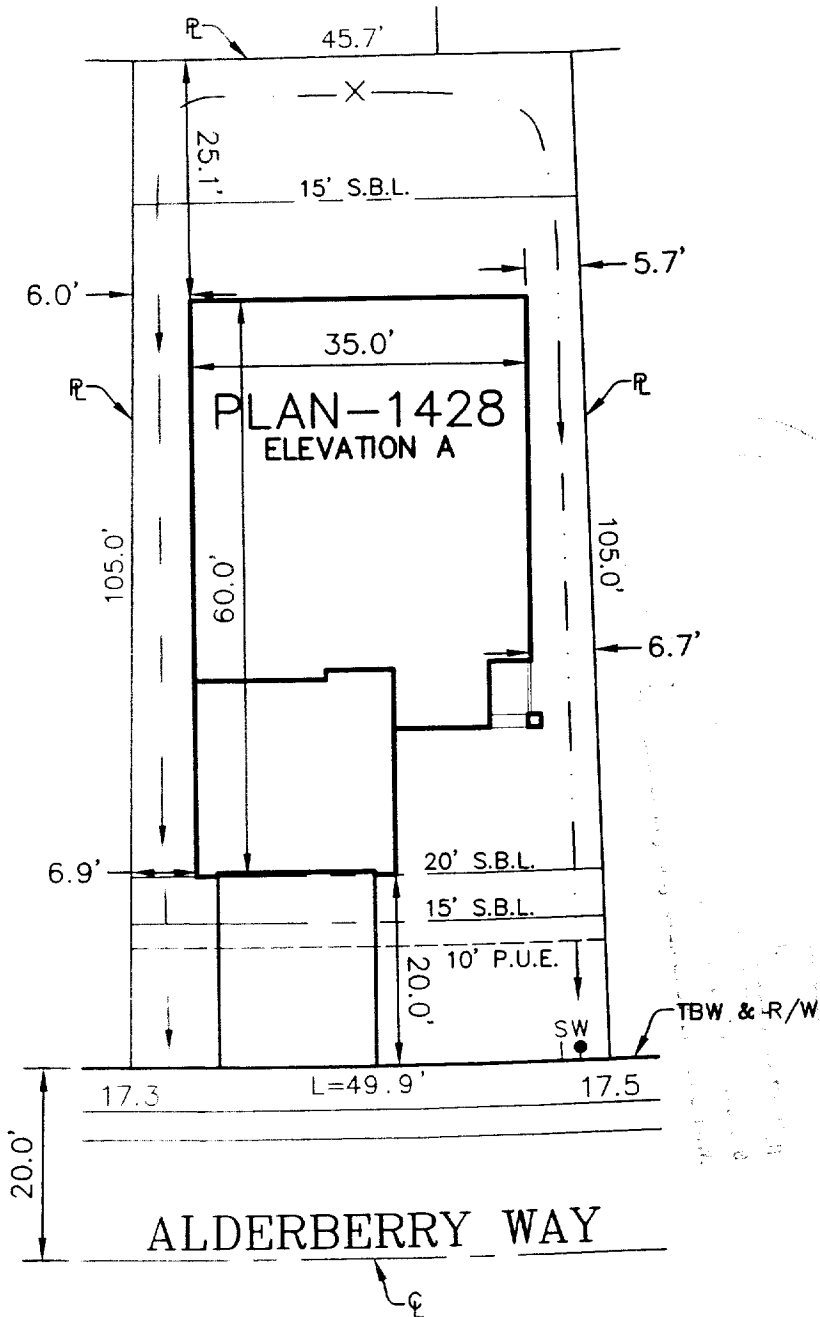 PL
45.7'
X
25.1'
15' S.B.L.
5.7'
6.0'
35.0'
PL
PL
PLAN-1428
ELEVATION A
105.0'
60.0'
105.0'
6.7'
6.9'
20' S.B.L.
15' S.B.L.
10' P.U.E.
20.0'
TBW & R/W
SW
17.3
L=49.9'
17.5
20.0'
ALDERBERRY WAY
CL